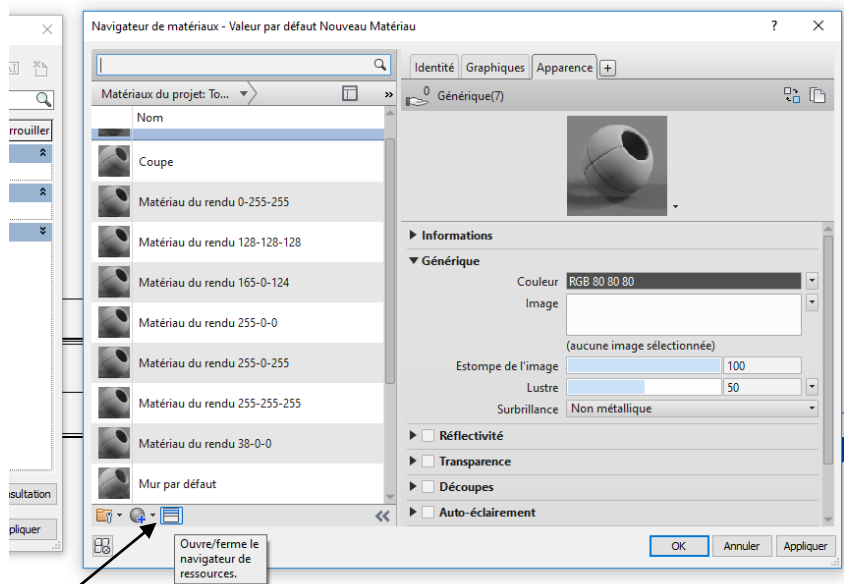 Navigateur de matériaux - Valeur par défaut Nouveau Matériau
? ×
rrouiller
nsultation
pliquer
Matériaux du projet: To...
»
Nom
Coupe
Matériau du rendu 0-255-255
Matériau du rendu 128-128-128
Matériau du rendu 165-0-124
Matériau du rendu 255-0-0
Matériau du rendu 255-0-255
Matériau du rendu 255-255-255
Matériau du rendu 38-0-0
Mur par défaut
Ouvre/ferme le
navigateur de
ressources.
Identité Graphiques Apparence +
0 Générique(7)
Informations
Générique
Couleur RGB 80 80 80
Image
(aucune image sélectionnée)
Estompe de l'image 100
Lustre 50
Surbrillance Non métallique
Réflectivité
Transparence
Découpes
Auto-éclairement
OK Annuler Appliquer